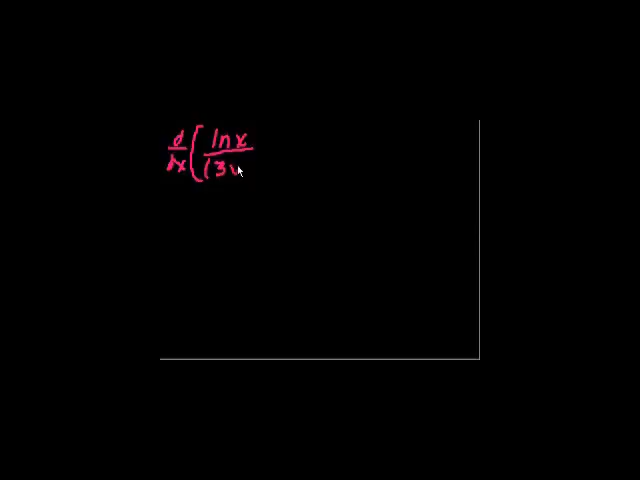 d/dx [ ln x / (3